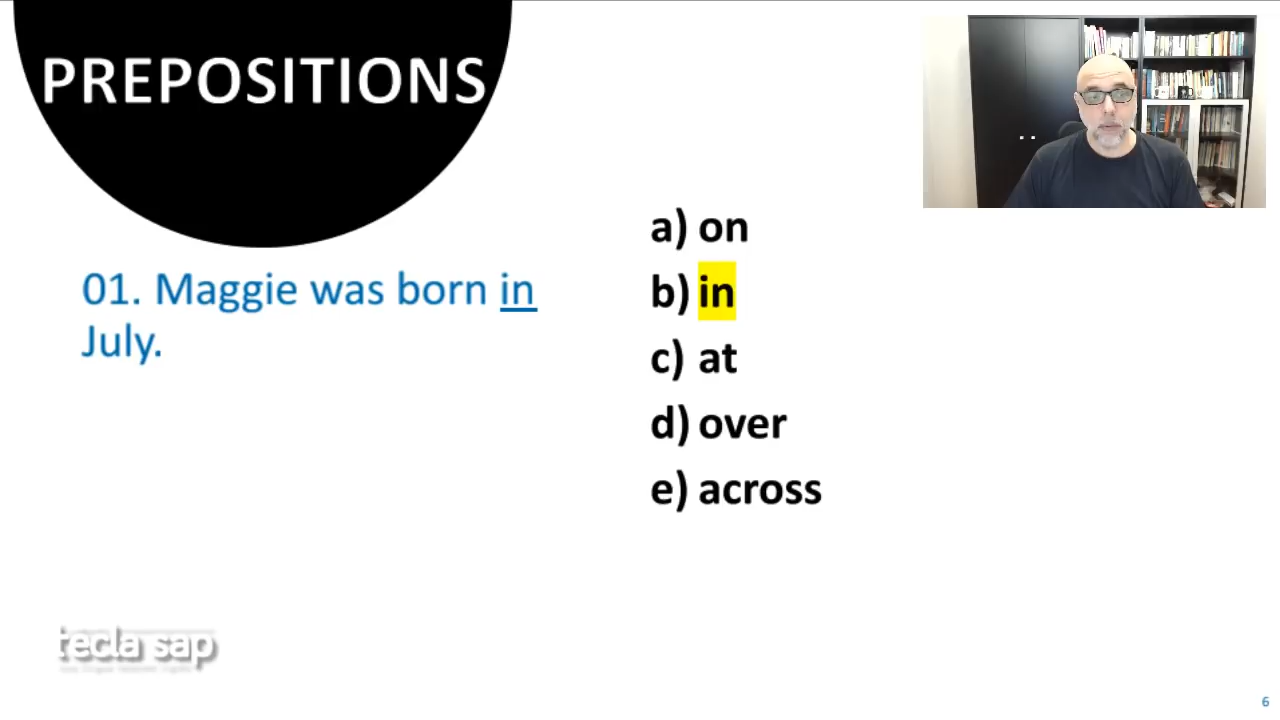 PREPOSITIONS
01. Maggie was born in
July.
a) on
b) in
c) at
d) over
e) across
tecla sap
6